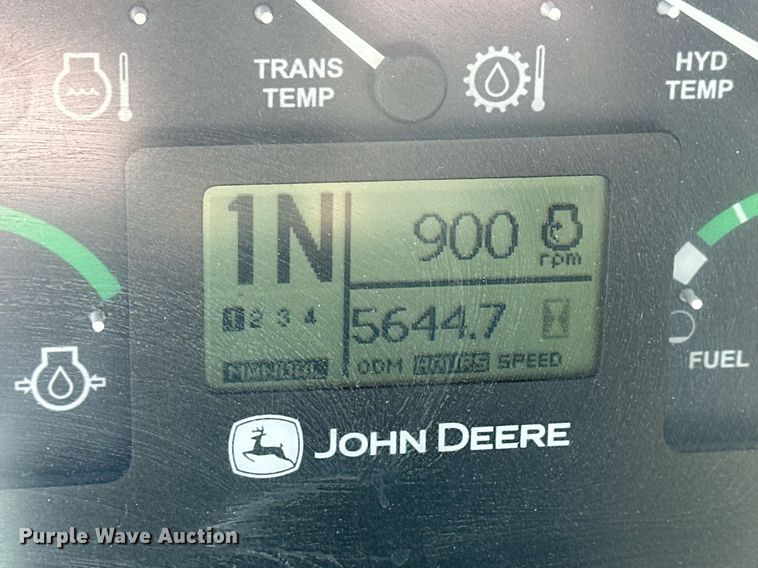 TRANS TEMP
HYD TEMP
1N
900
rpm
1 2 3 4
5644.7
ODM HOURS SPEED
FUEL
JOHN DEERE
Purple Wave Auction